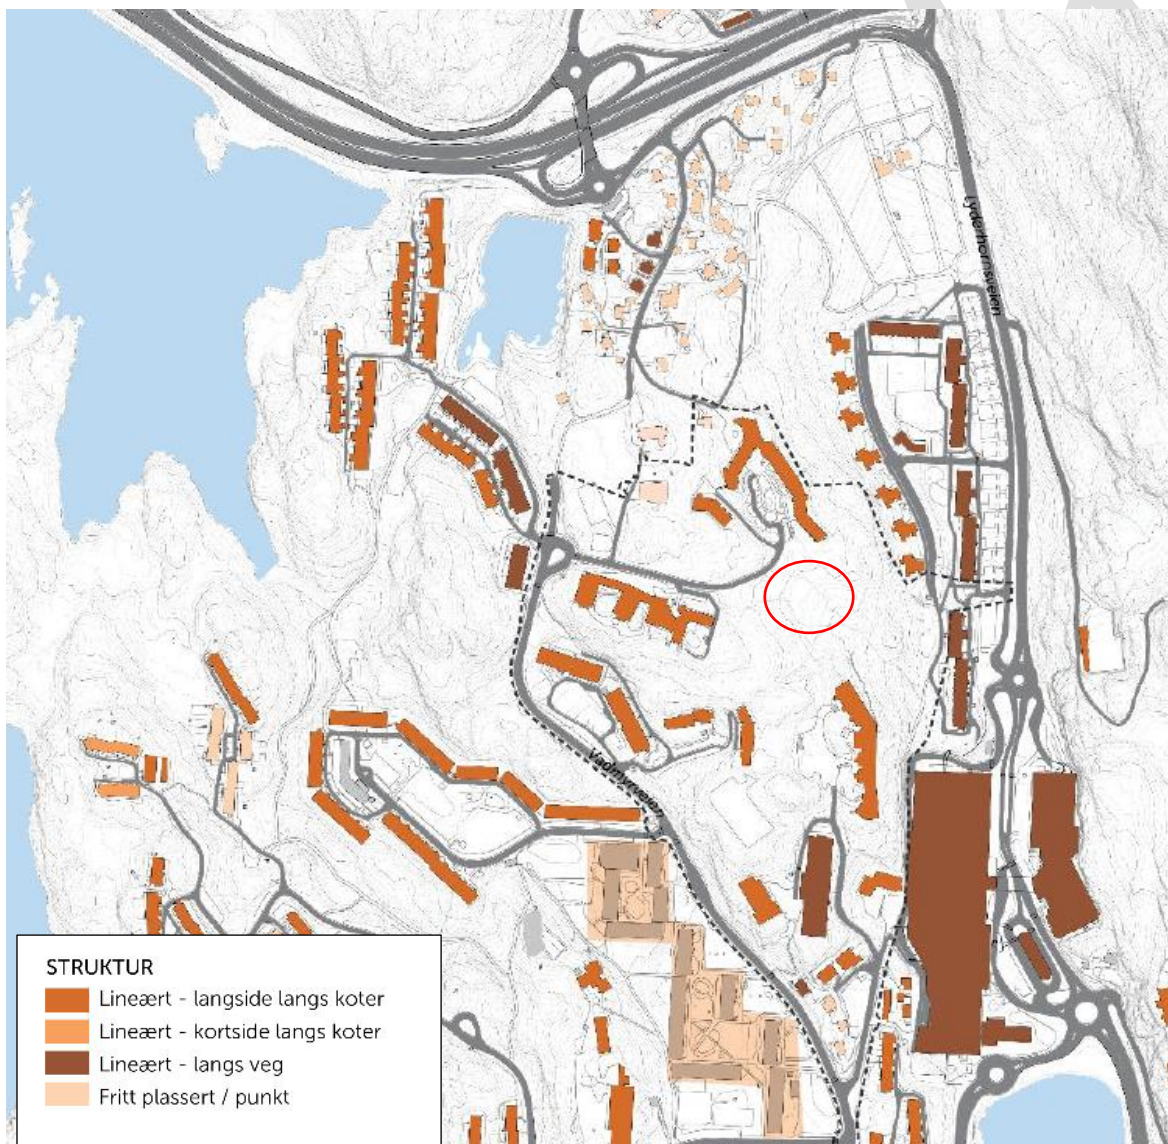 Lyderhornsveien
Vadmyrveien
STRUKTUR
Lineært - langside langs koter
Lineært - kortside langs koter
Lineært - langs veg
Fritt plassert / punkt